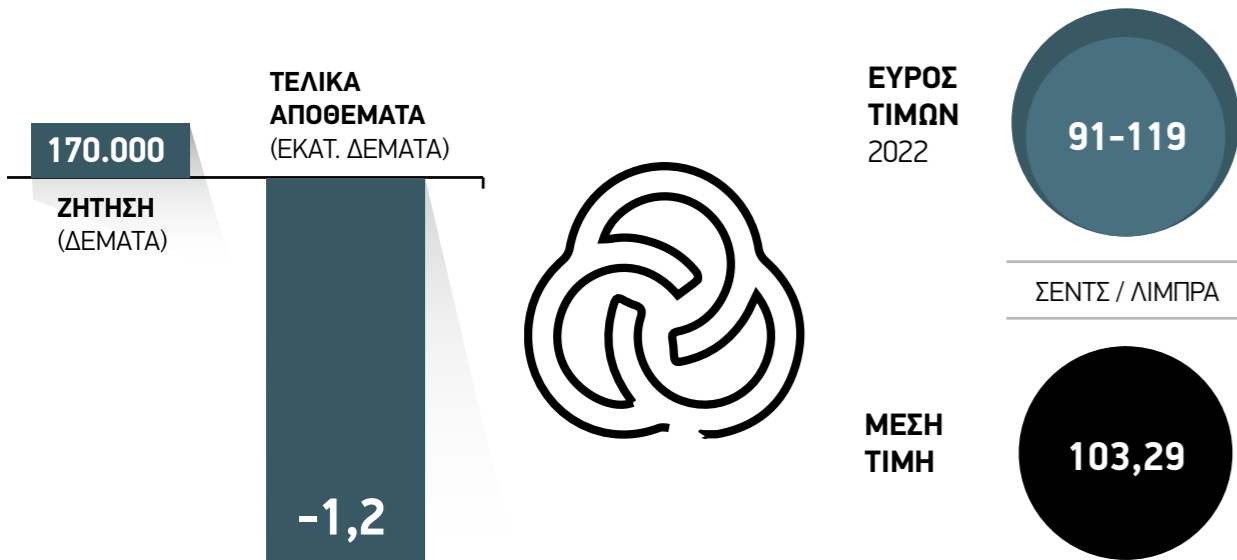 170.000
ΖΗΤΗΣΗ
(ΔΕΜΑΤΑ)
ΤΕΛΙΚΑ
ΑΠΟΘΕΜΑΤΑ
(ΕΚΑΤ. ΔΕΜΑΤΑ)
-1,2
ΕΥΡΟΣ
ΤΙΜΩΝ
2022
91-119
ΣΕΝΤΣ / ΛΙΜΠΡΑ
ΜΕΣΗ
ΤΙΜΗ
103,29